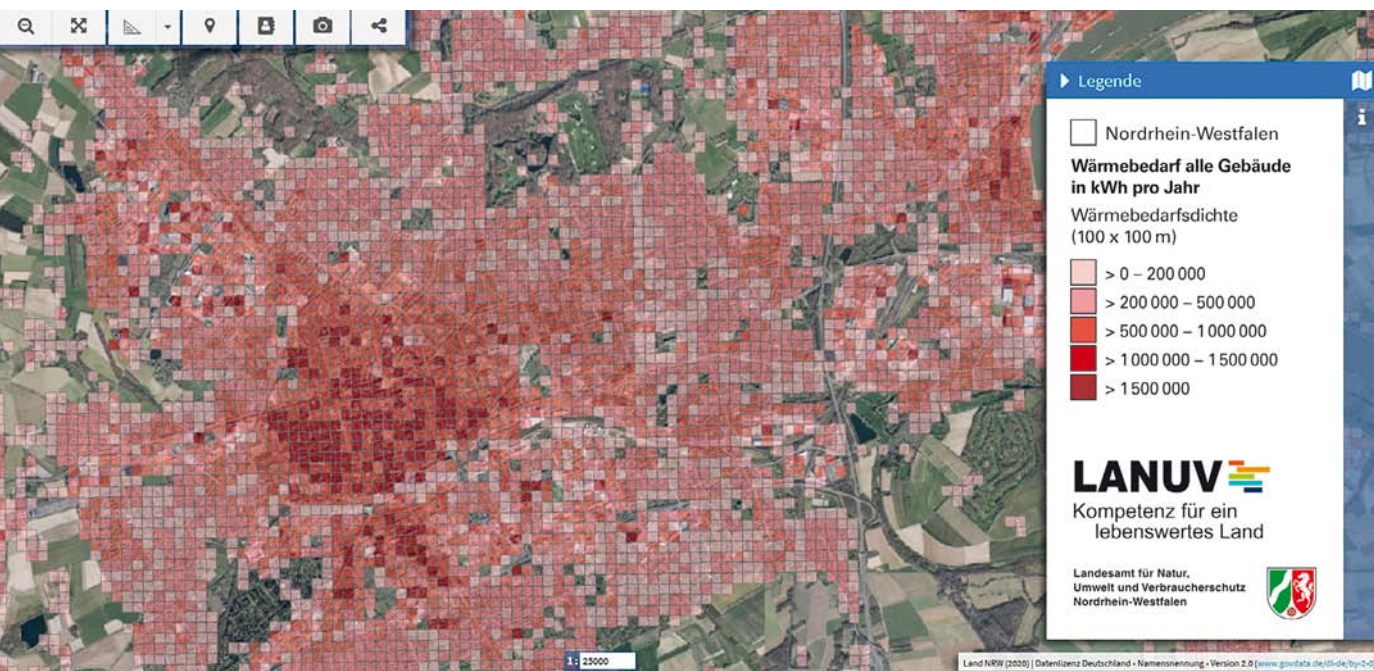 Legende
Nordrhein-Westfalen
Wärmebedarf alle Gebäude
in kWh pro Jahr
Wärmebedarfsdichte
(100 x 100 m)
> 0 – 200 000
> 200 000 – 500 000
> 500 000 – 1 000 000
> 1 000 000 – 1 500 000
> 1 500 000
LANUV
Kompetenz für ein
lebenswertes Land
Landesamt für Natur,
Umwelt und Verbraucherschutz
Nordrhein-Westfalen
1: 25000
Land NRW (2020) | Datenlizenz Deutschland - Namensnennung - Version 2.0 (www.govdata.de/dl-de/by-2-0